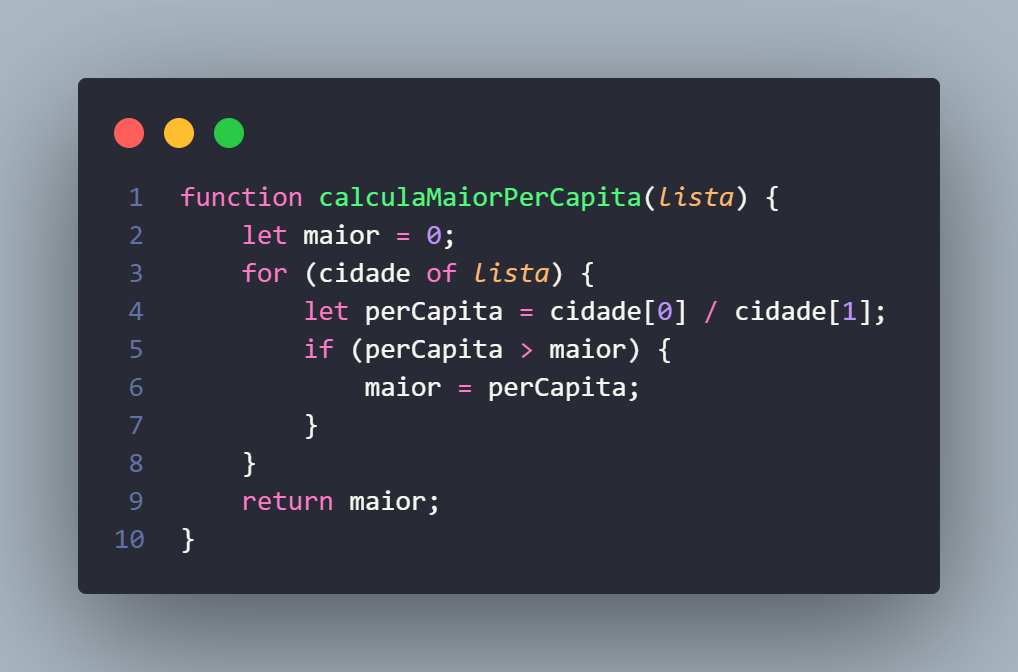 1 function calculaMaiorPerCapita(lista) {
2     let maior = 0;
3     for (cidade of lista) {
4         let perCapita = cidade[0] / cidade[1];
5         if (perCapita > maior) {
6             maior = perCapita;
7         }
8     }
9     return maior;
10 }